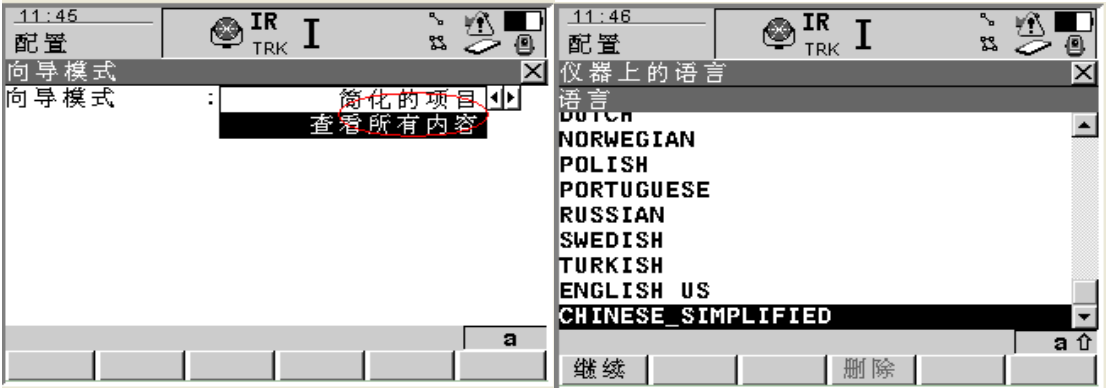 11:45
配置
IR
TRK I
向导模式
向导模式 : 简化的项目
查看所有内容
a
11:46
配置
IR
TRK I
仪器上的语言
语言
DUTCH
NORWEGIAN
POLISH
PORTUGUESE
RUSSIAN
SWEDISH
TURKISH
ENGLISH US
CHINESE_SIMPLIFIED
a
继续 删除